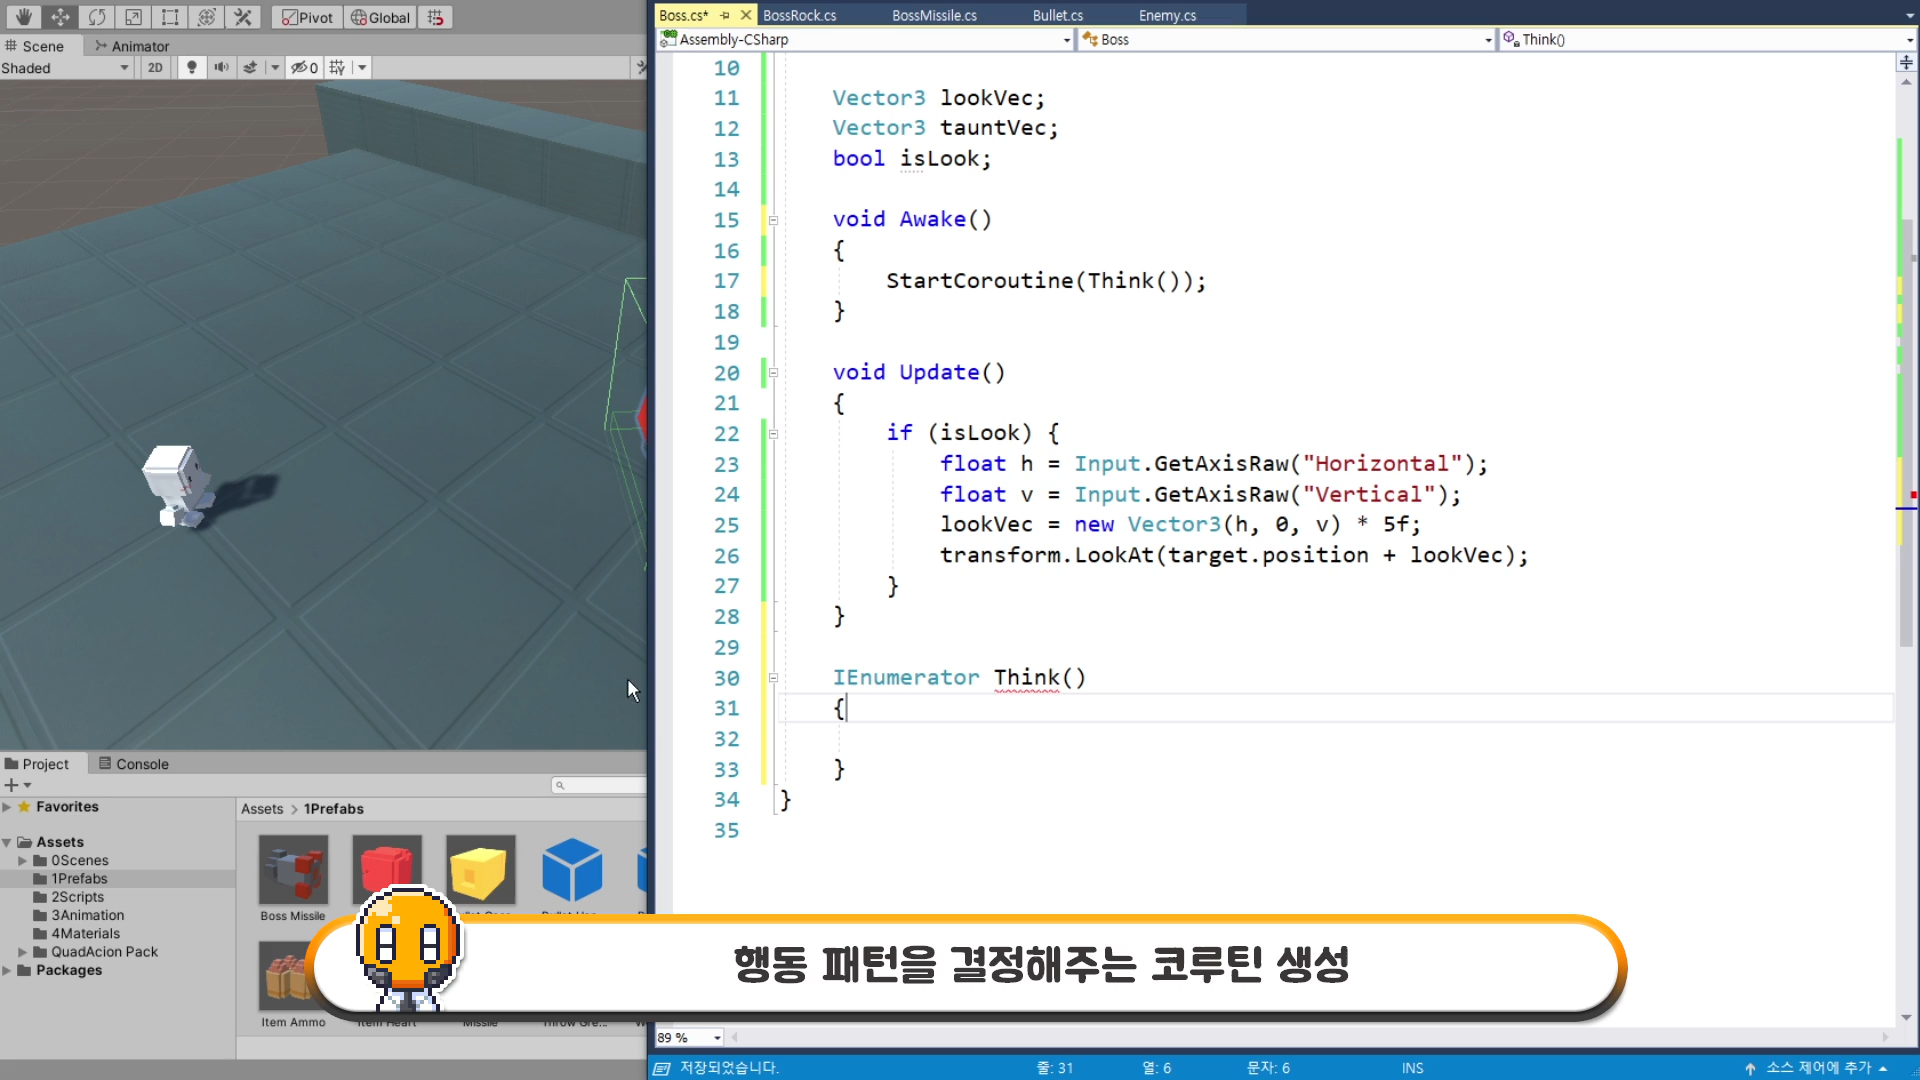 Pivot
Global
Scene
Animator
Shaded
2D
0
Project
Console
Favorites
Assets
0Scenes
1Prefabs
2Scripts
3Animation
4Materials
QuadAcion Pack
Packages
Assets > 1Prefabs
Boss Missile
Item Ammo
Item Heart
Missile
Throw Gre...
Boss.cs*
BossRock.cs
BossMissile.cs
Bullet.cs
Enemy.cs
Assembly-CSharp
Boss
Think()
10
11 Vector3 lookVec;
12 Vector3 tauntVec;
13 bool isLook;
14
15 void Awake()
16 {
17 StartCoroutine(Think());
18 }
19
20 void Update()
21 {
22 if (isLook) {
23 float h = Input.GetAxisRaw("Horizontal");
24 float v = Input.GetAxisRaw("Vertical");
25 lookVec = new Vector3(h, 0, v) * 5f;
26 transform.LookAt(target.position + lookVec);
27 }
28 }
29
30 IEnumerator Think()
31 {
32
33 }
34 }
35
행동 패턴을 결정해주는 코루틴 생성
89 %
저장되었습니다.
줄: 31
열: 6
문자: 6
INS
소스 제어에 추가